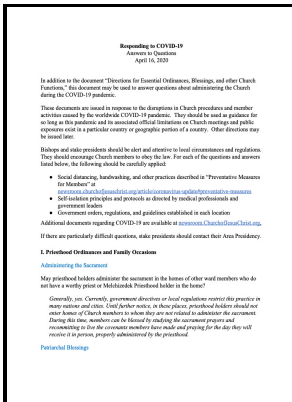 Responding to COVID-19
Answers to Questions
April 16, 2020
In addition to the document “Directions for Essential Ordinances, Blessings, and other Church
Functions,” this document may be used to answer questions about administering the Church
during the COVID-19 pandemic.
These documents are issued in response to the disruptions in Church procedures and member
activities caused by the worldwide COVID-19 pandemic. They should be used as guidance for
so long as this pandemic and its associated official limitations on Church meetings and public
exposures exist in a particular country or geographic portion of a country. Other directions may
be issued later.
Bishops and stake presidents should be alert and attentive to local circumstances and regulations.
They should encourage Church members to obey the law. For each of the questions and answers
listed below, the following should be carefully applied:
● Social distancing, handwashing, and other practices described in “Preventative Measures
for Members” at
newsroom.churchofjesuschrist.org/article/coronavirus-update#preventative-measures
● Self-isolation principles and protocols as directed by medical professionals and
government leaders
● Government orders, regulations, and guidelines established in each location
Additional documents regarding COVID-19 are available at newsroom.ChurchofJesusChrist.org.
If there are particularly difficult questions, stake presidents should contact their Area Presidency.
I. Priesthood Ordinances and Family Occasions
Administering the Sacrament
May priesthood holders administer the sacrament in the homes of other ward members who do
not have a worthy priest or Melchizedek Priesthood holder in the home?
Generally, yes. Currently, government directives or local regulations restrict this practice in
many nations and cities. Until further notice, in these places, priesthood holders should not
enter homes of Church members to whom they are not related to administer the sacrament.
During this time, members can be blessed by studying the sacrament prayers and
recommitting to live the covenants members have made and praying for the day they will
receive it in person, properly administered by the priesthood.
Patriarchal Blessings